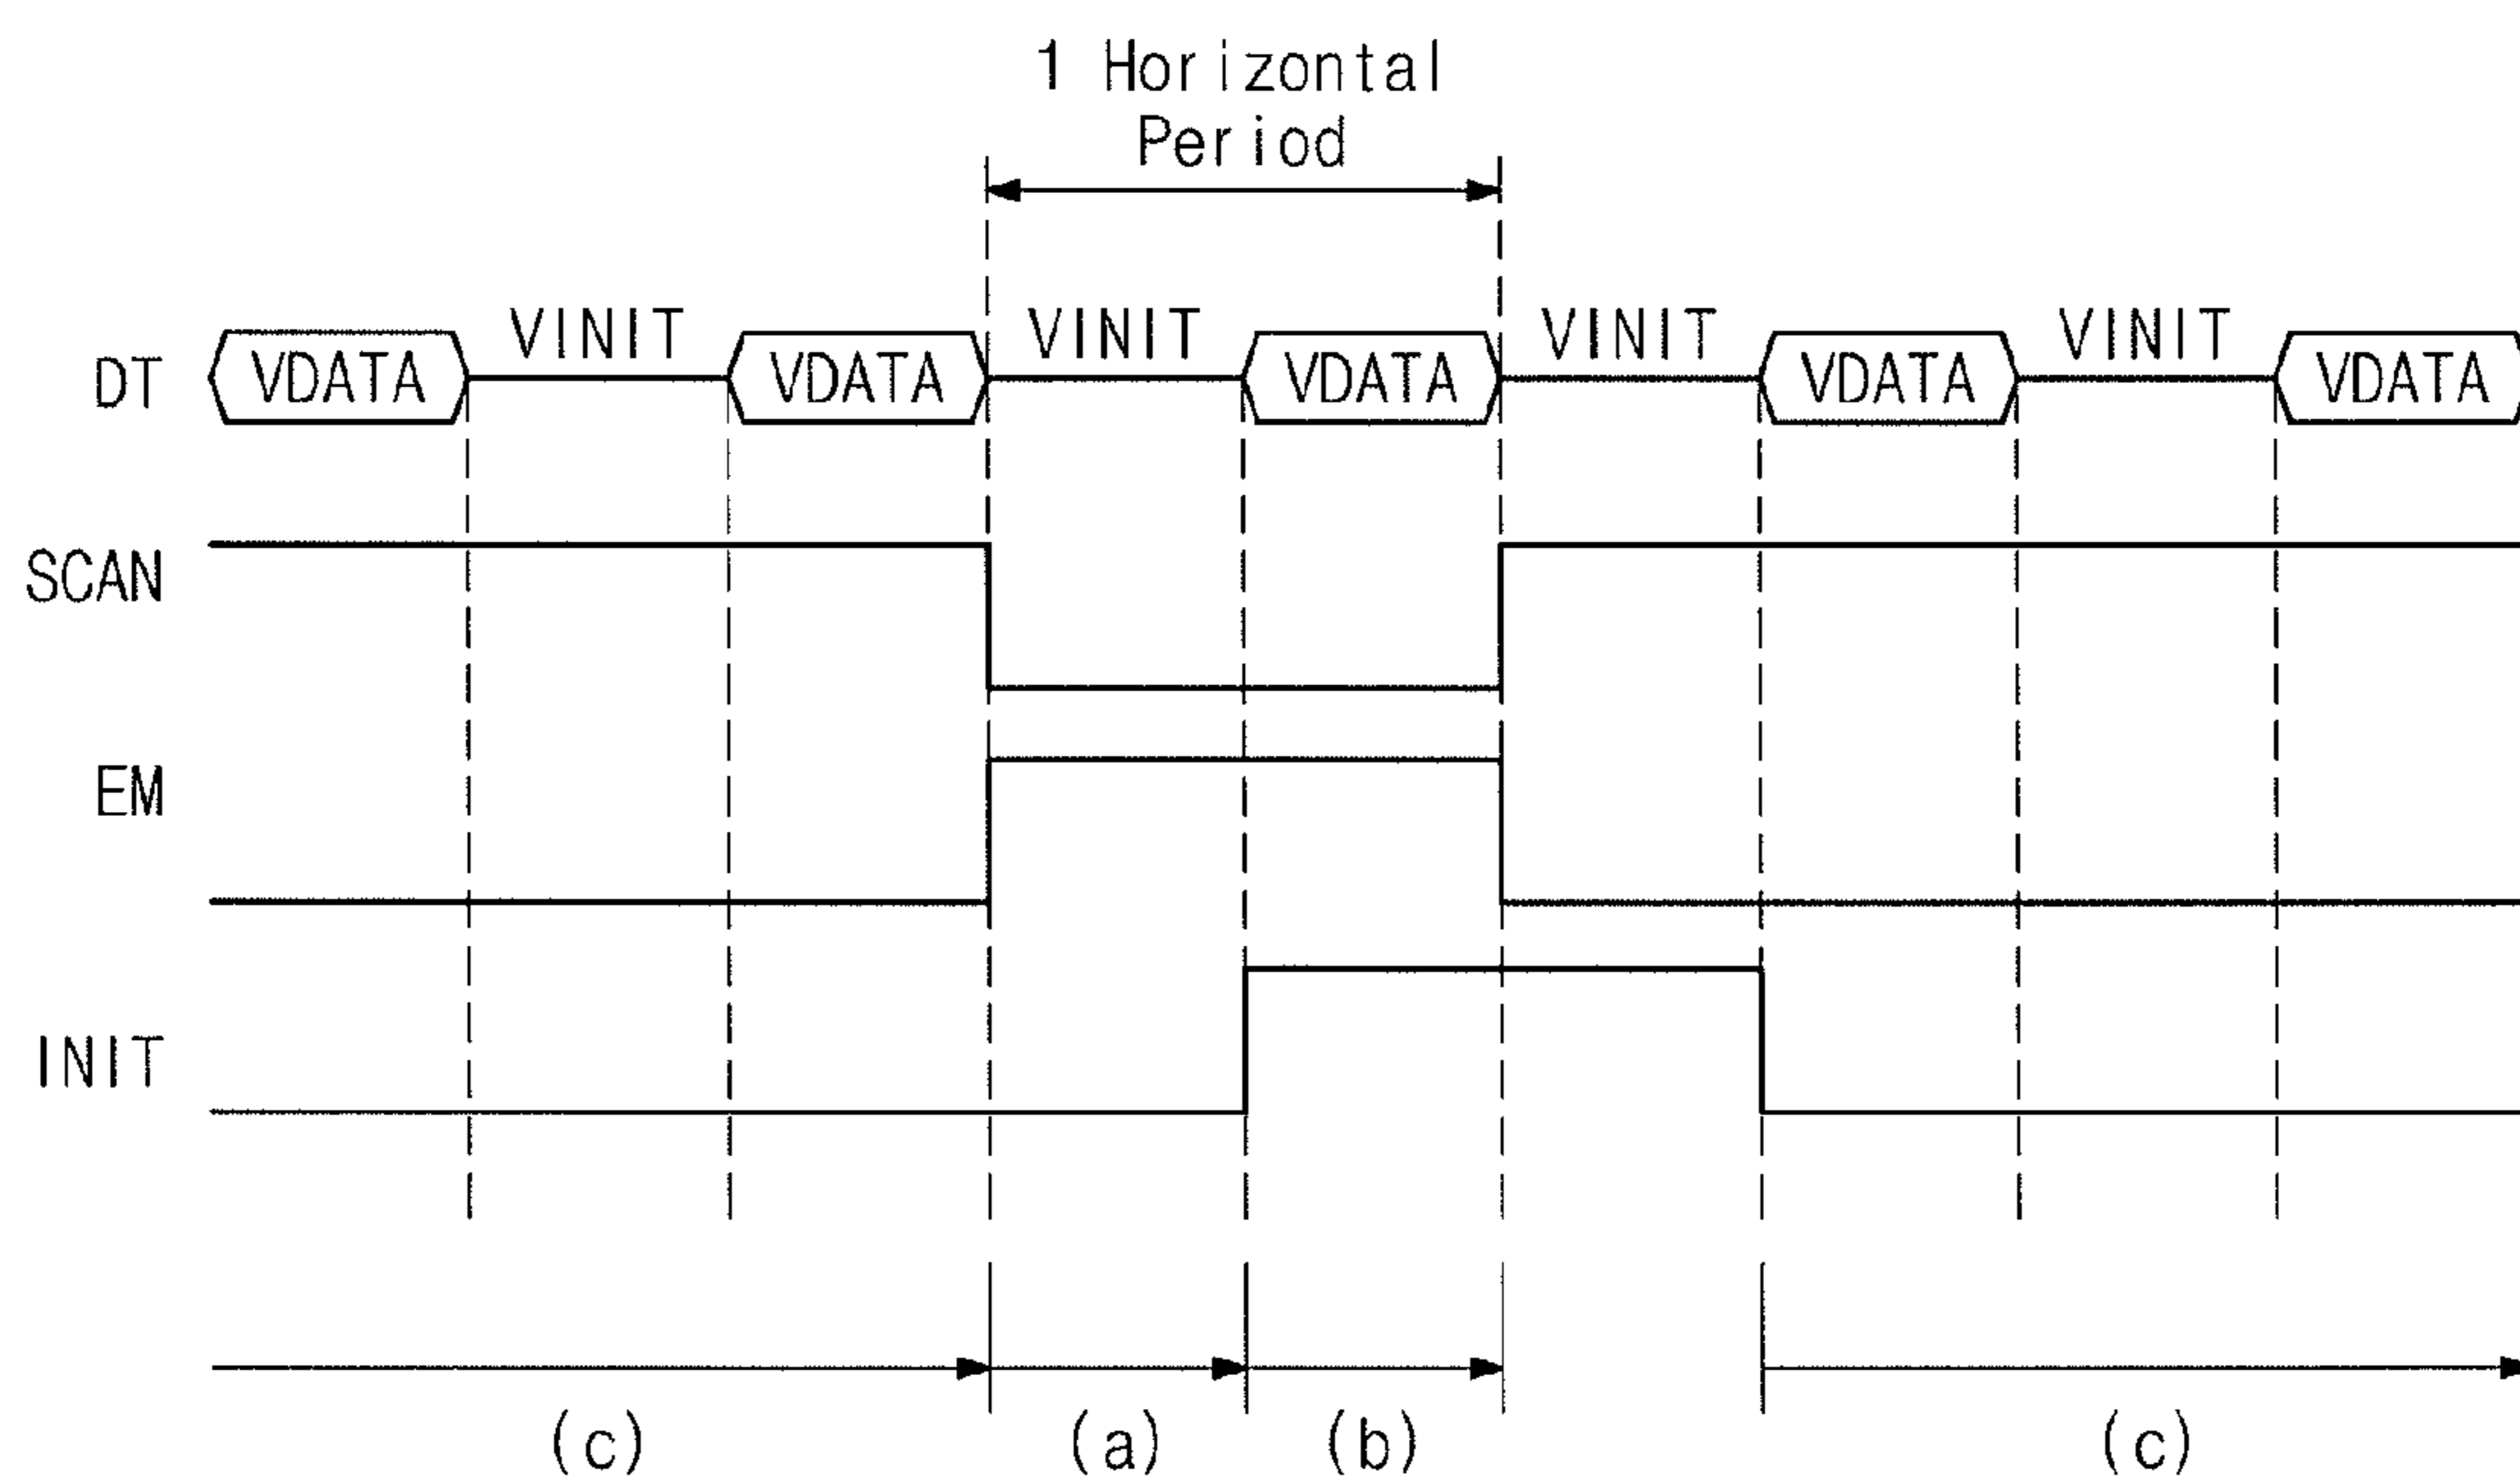 1 Horizontal
Period
VINIT VINIT VINIT VINIT
DT VDATA VDATA VDATA VDATA VDATA
SCAN
EM
INIT
(c) (a) (b) (c)